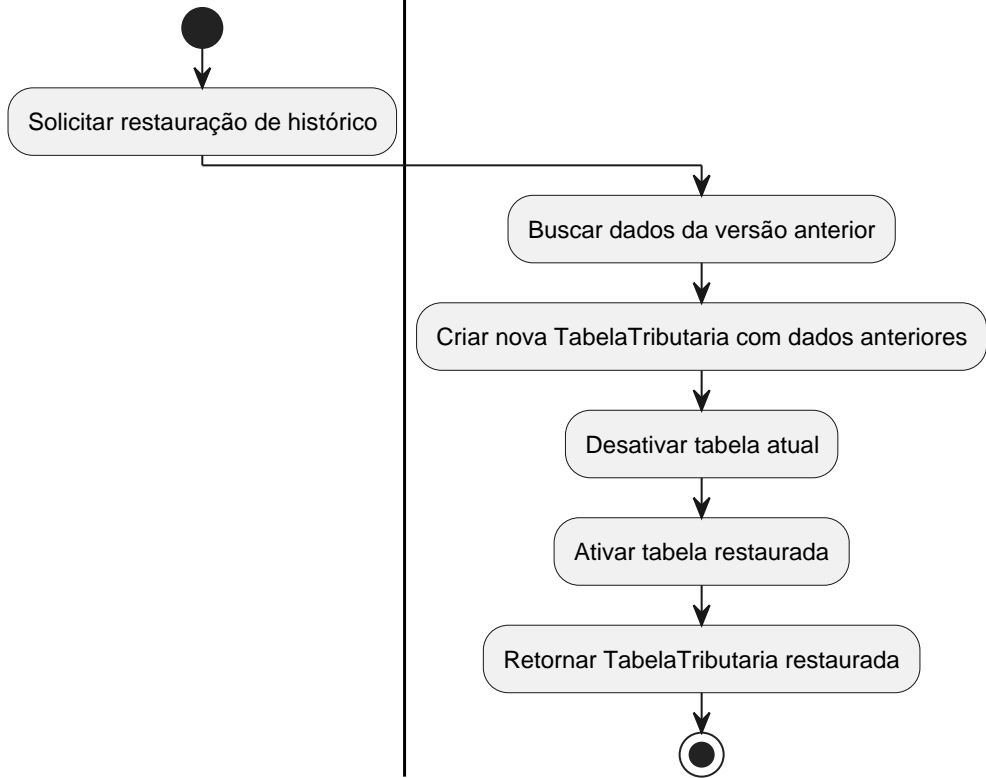 Solicitar restauração de histórico
Buscar dados da versão anterior
Criar nova TabelaTributaria com dados anteriores
Desativar tabela atual
Ativar tabela restaurada
Retornar TabelaTributaria restaurada